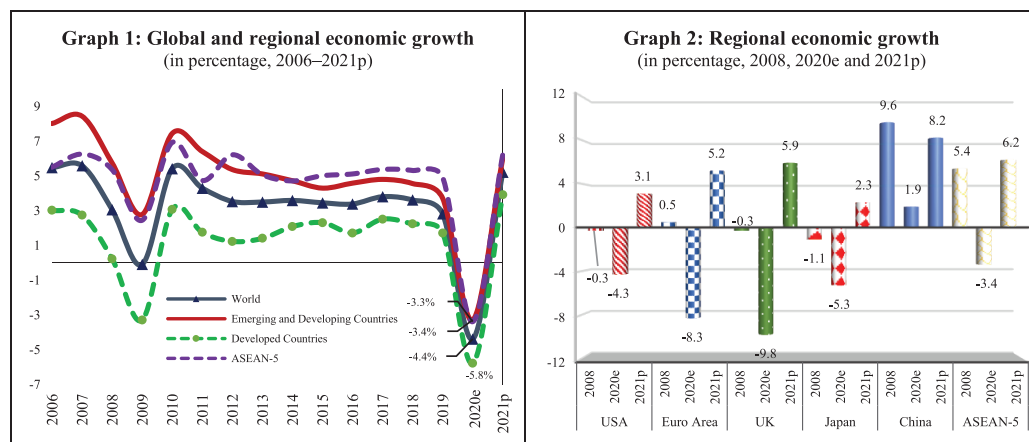 Graph 1: Global and regional economic growth
(in percentage, 2006–2021p)
9
7
5
3
1
-1
-3
-5
-7
World
Emerging and Developing Countries
Developed Countries
ASEAN-5
-3.3%
-3.4%
-4.4%
-5.8%
2006
2007
2008
2009
2010
2011
2012
2013
2014
2015
2016
2017
2018
2019
2020e
2021p
Graph 2: Regional economic growth
(in percentage, 2008, 2020e and 2021p)
12
8
4
0
-4
-8
-12
-0.3
-4.3
3.1
0.5
-8.3
5.2
-0.3
-9.8
5.9
-1.1
-5.3
2.3
9.6
1.9
8.2
5.4
-3.4
6.2
2008
2020e
2021p
2008
2020e
2021p
2008
2020e
2021p
2008
2020e
2021p
2008
2020e
2021p
2008
2020e
2021p
USA
Euro Area
UK
Japan
China
ASEAN-5